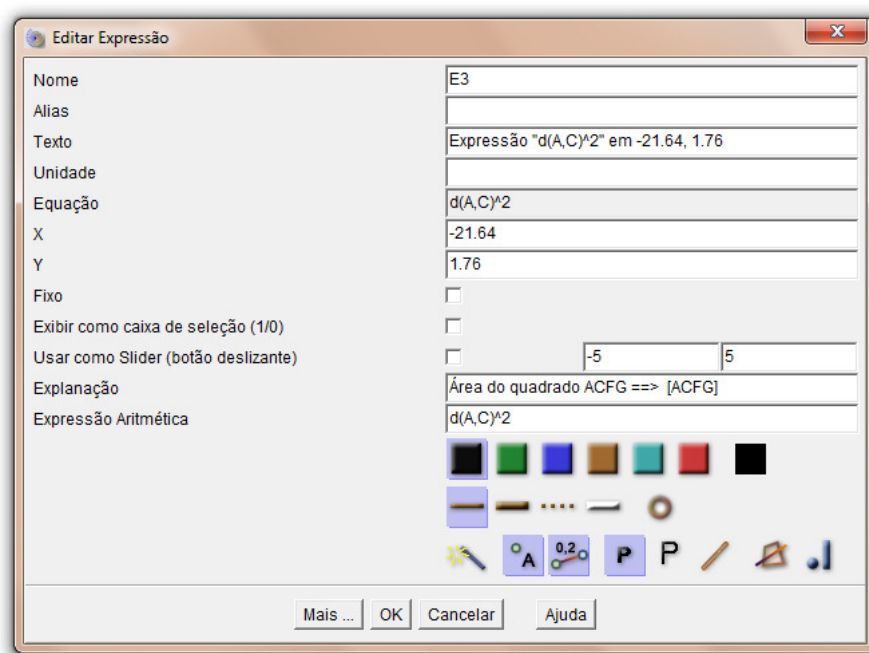 Editar Expressão
Nome E3
Alias
Texto Expressão "d(A,C)^2" em -21.64, 1.76
Unidade
Equação d(A,C)^2
X -21.64
Y 1.76
Fixo
Exibir como caixa de seleção (1/0)
Usar como Slider (botão deslizante) -5 5
Explanação Área do quadrado ACFG ==> [ACFG]
Expressão Aritmética d(A,C)^2
A 0,2 P P
Mais ... OK Cancelar Ajuda